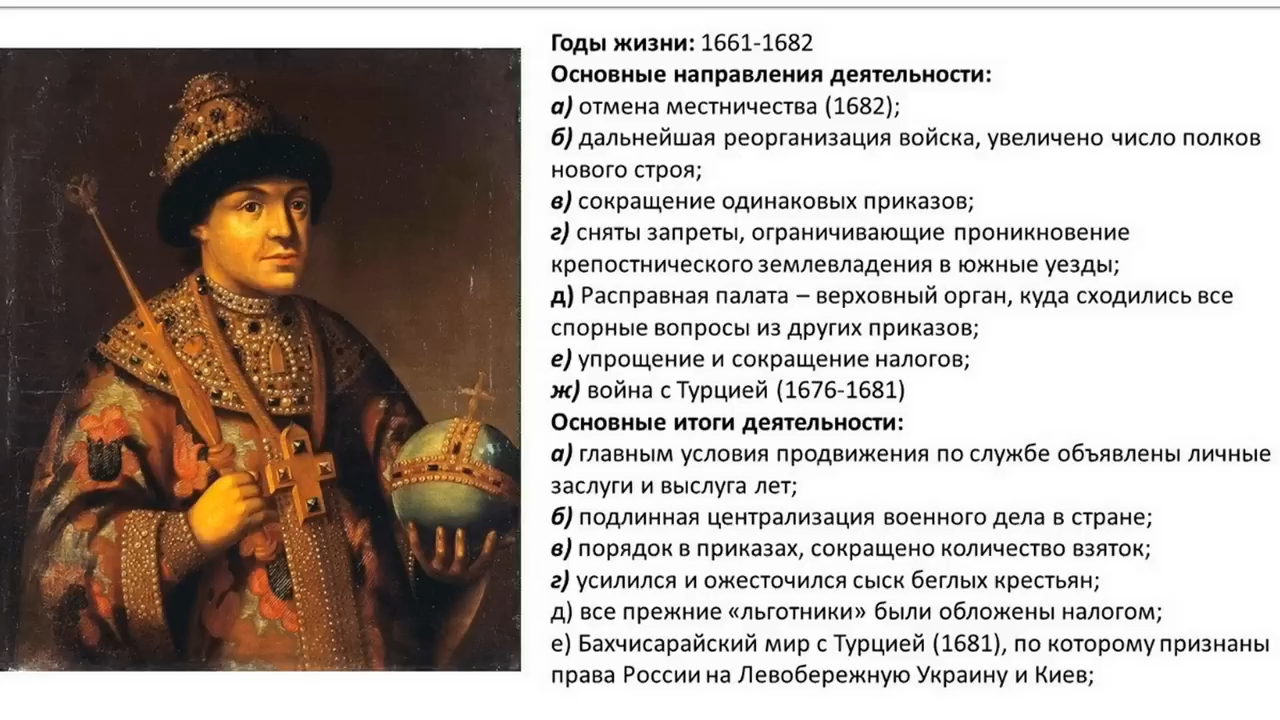 Годы жизни: 1661-1682
Основные направления деятельности:
а) отмена местничества (1682);
б) дальнейшая реорганизация войска, увеличено число полков
нового строя;
в) сокращение одинаковых приказов;
г) сняты запреты, ограничивающие проникновение
крепостнического землевладения в южные уезды;
д) Расправная палата – верховный орган, куда сходились все
спорные вопросы из других приказов;
е) упрощение и сокращение налогов;
ж) война с Турцией (1676-1681)
Основные итоги деятельности:
а) главным условия продвижения по службе объявлены личные
заслуги и выслуга лет;
б) подлинная централизация военного дела в стране;
в) порядок в приказах, сокращено количество взяток;
г) усилился и ожесточился сыск беглых крестьян;
д) все прежние «льготники» были обложены налогом;
е) Бахчисарайский мир с Турцией (1681), по которому признаны
права России на Левобережную Украину и Киев;